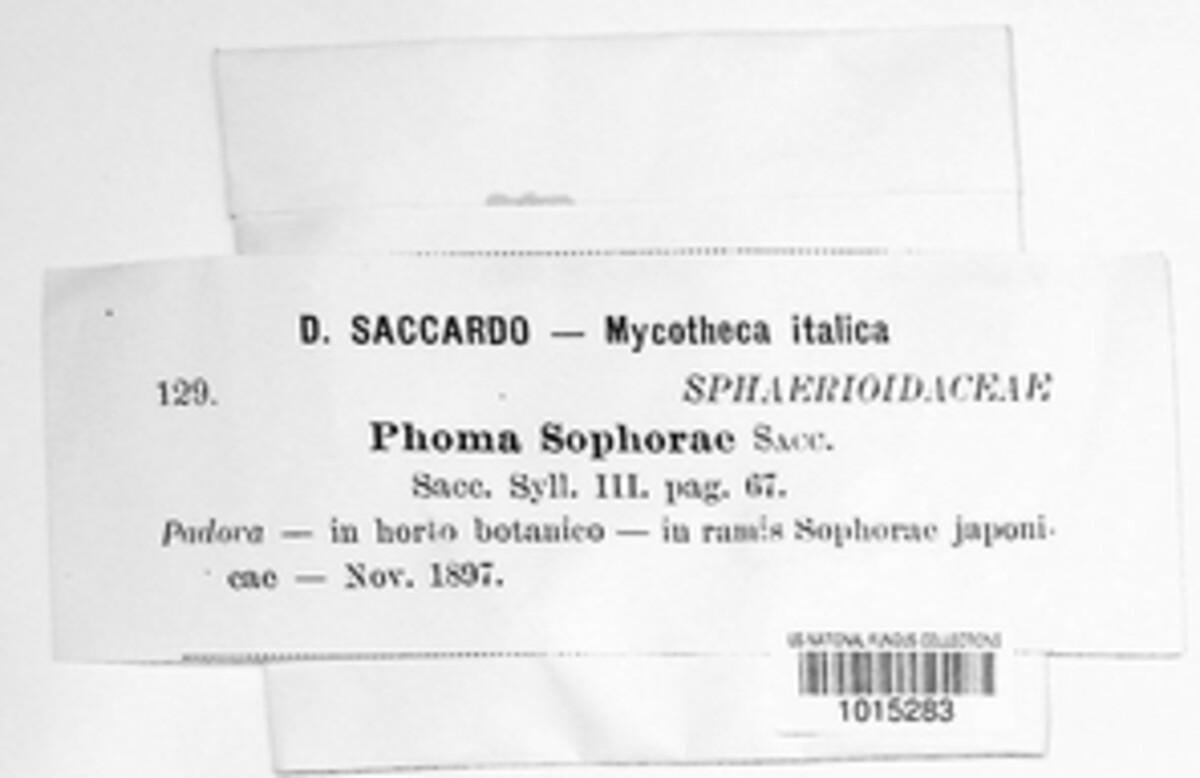 D. SACCARDO — Mycotheca italica
129. SPHAERIOIDACEAE
Phoma Sophorae Sacc.
Sacc. Syll. III. pag. 67.
Padova — in horto botanico — in ramis Sophorae japoni-
cae — Nov. 1897.
US NATIONAL FUNGUS COLLECTIONS
1015283